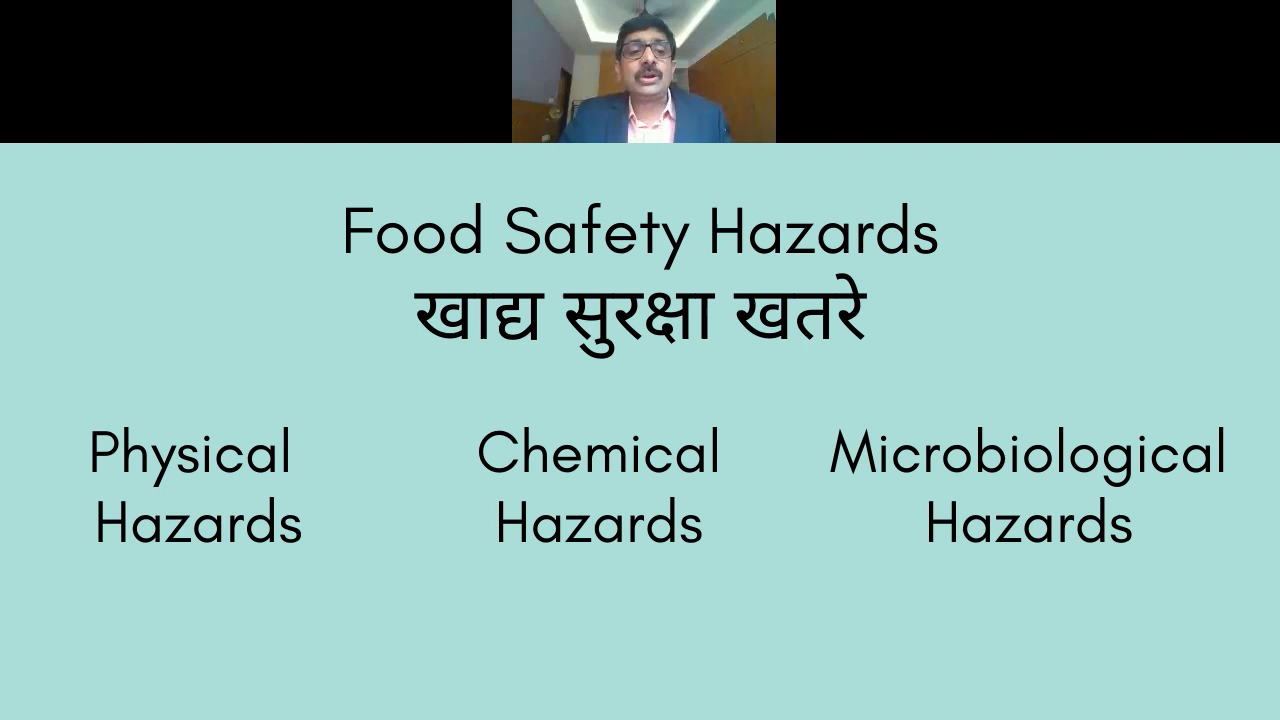 Food Safety Hazards
खाद्य सुरक्षा खतरे
Physical
Hazards
Chemical
Hazards
Microbiological
Hazards